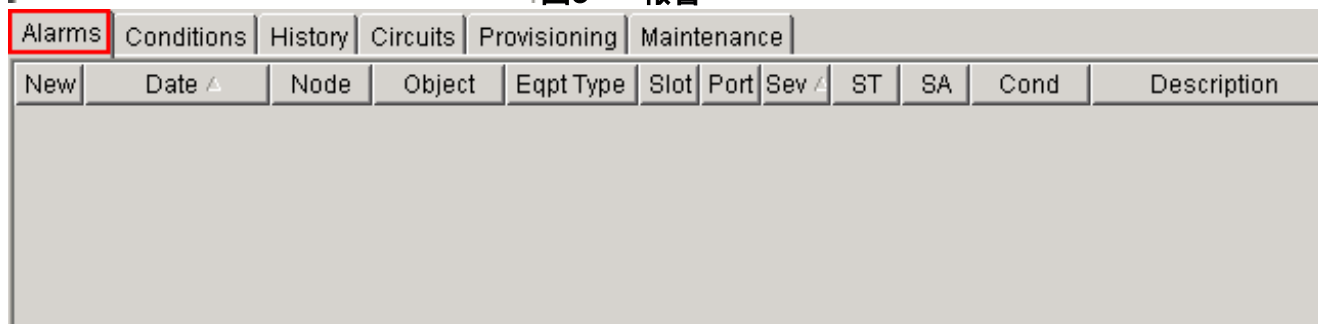 Alarms Conditions History Circuits Provisioning Maintenance
New Date Node Object Eqpt Type Slot Port Sev ST SA Cond Description